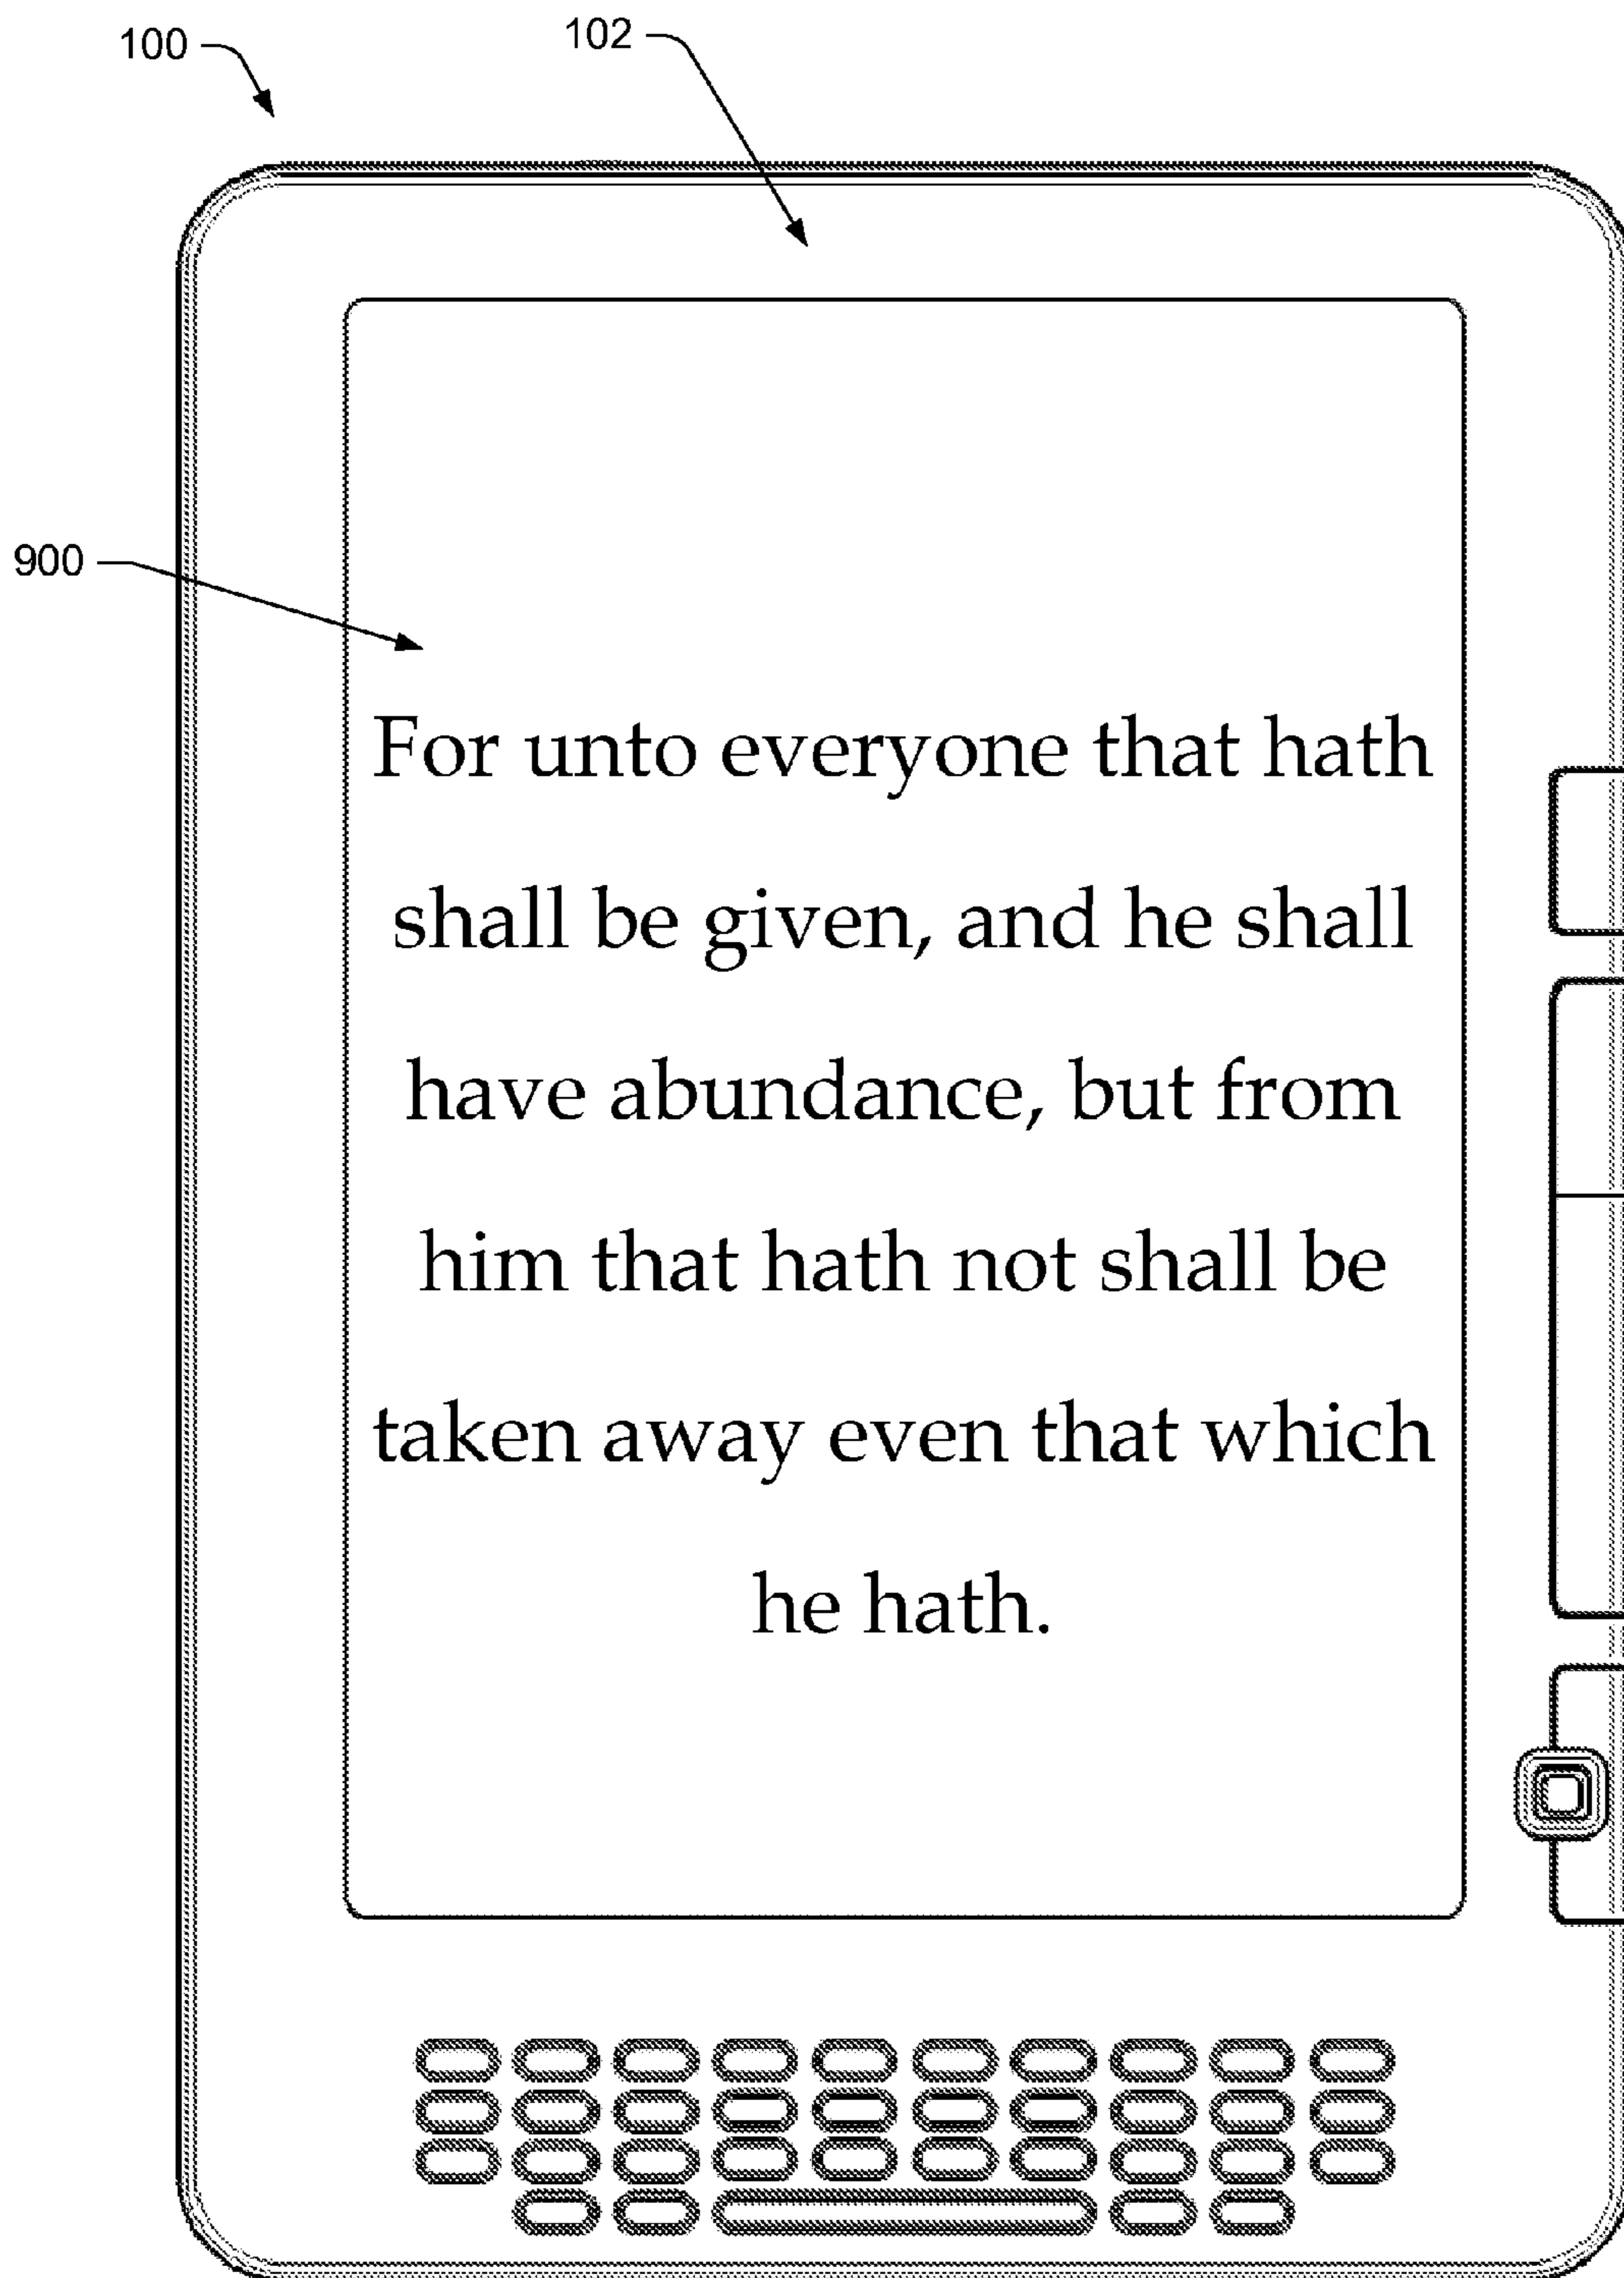 100
102
900
For unto everyone that hath
shall be given, and he shall
have abundance, but from
him that hath not shall be
taken away even that which
he hath.